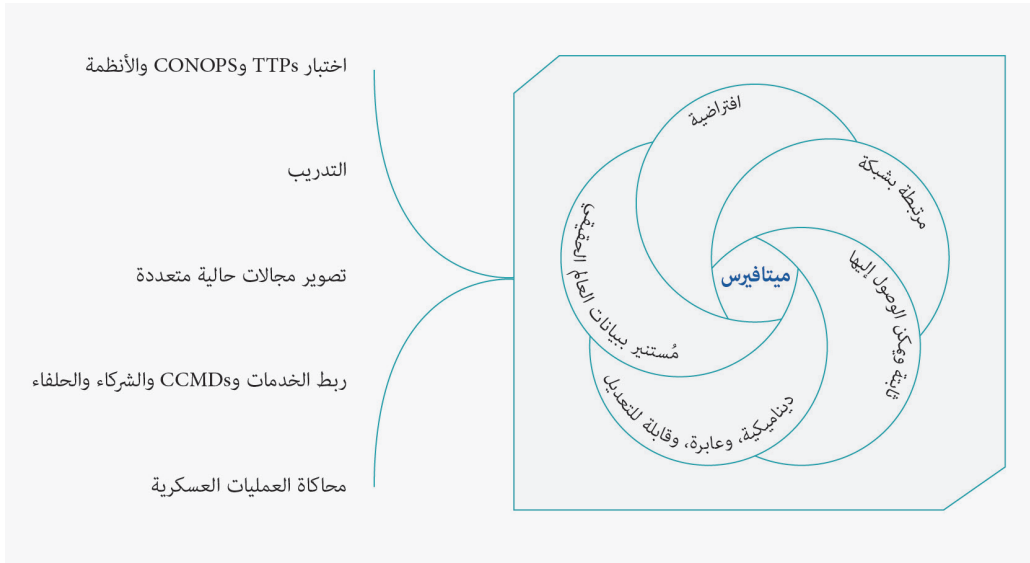 افتراضية
مرتبطة بشبكة
ثابتة ويمكن الوصول إليها
ديناميكية، وعابرة، وقابلة للتعديل
مُستنير ببيانات العالم الحقيقي
ميتافيرس
اختبار TTPs وCONOPS والأنظمة
التدريب
تصوير مجالات حالية متعددة
ربط الخدمات وCCMDs والشركاء والحلفاء
محاكاة العمليات العسكرية